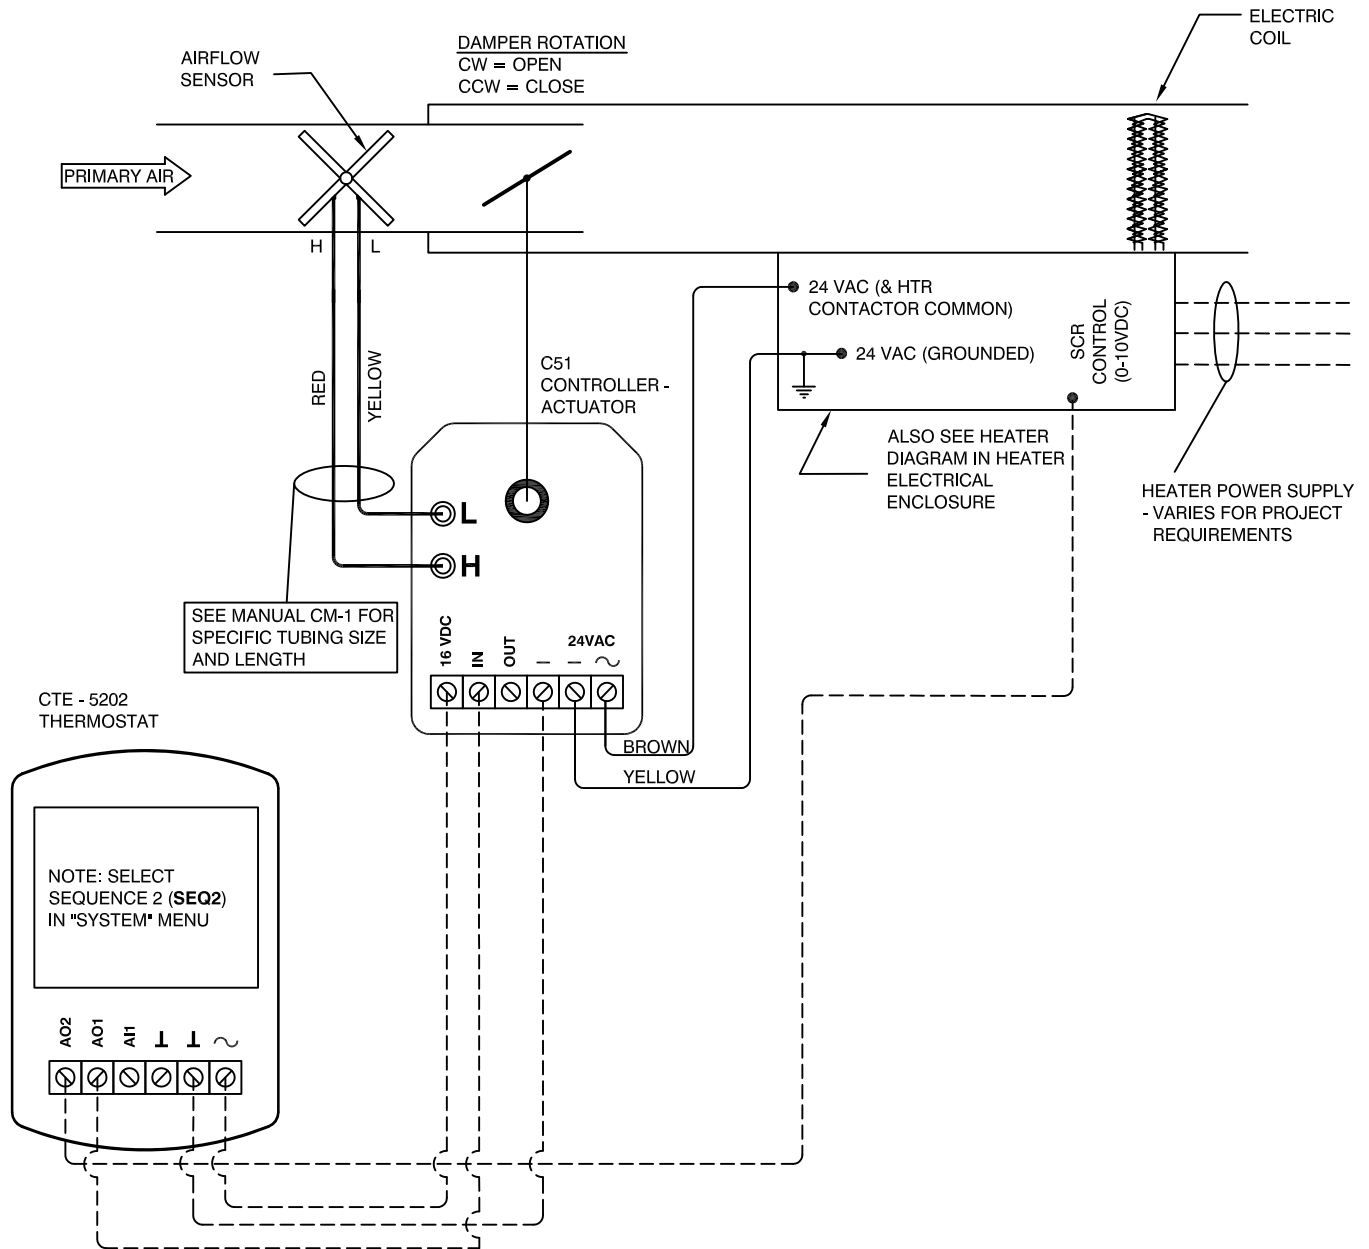 ELECTRIC
COIL
DAMPER ROTATION
CW = OPEN
CCW = CLOSE
AIRFLOW
SENSOR
PRIMARY AIR
H
L
24 VAC (& HTR
CONTACTOR COMMON)
24 VAC (GROUNDED)
SCR
CONTROL
(0-10VDC)
RED
YELLOW
C51
CONTROLLER -
ACTUATOR
ALSO SEE HEATER
DIAGRAM IN HEATER
ELECTRICAL
ENCLOSURE
HEATER POWER SUPPLY
- VARIES FOR PROJECT
REQUIREMENTS
L
H
SEE MANUAL CM-1 FOR
SPECIFIC TUBING SIZE
AND LENGTH
16 VDC
IN
OUT
—
24VAC
— ~
BROWN
YELLOW
CTE - 5202
THERMOSTAT
NOTE: SELECT
SEQUENCE 2 (SEQ2)
IN "SYSTEM" MENU
AO2
AO1
AI1
⊥
⊥
~